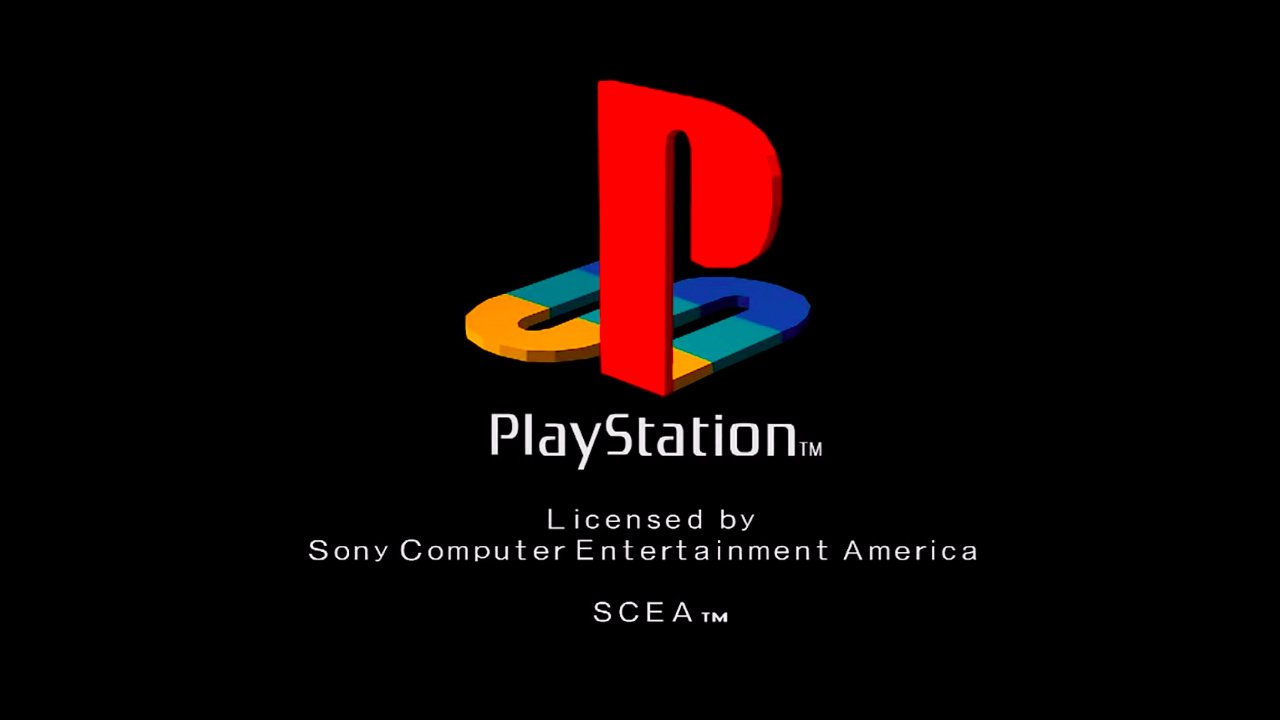 PlayStation™
Licensed by
Sony Computer Entertainment America
SCEA™